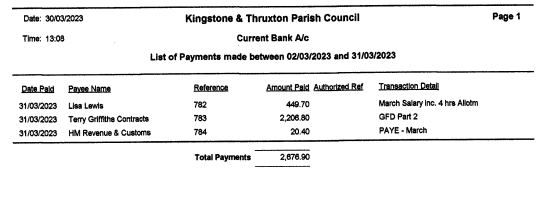 Date: 30/03/2023 Kingstone & Thruxton Parish Council Page 1
Time: 13:08 Current Bank A/c
List of Payments made between 02/03/2023 and 31/03/2023
Date Paid Payee Name Reference Amount Paid Authorized Ref Transaction Detail
31/03/2023 Lisa Lewis 782 449.70 March Salary inc. 4 hrs Allotm
31/03/2023 Terry Griffiths Contracts 783 2,206.80 GFD Part 2
31/03/2023 HM Revenue & Customs 784 20.40 PAYE - March
Total Payments 2,676.90